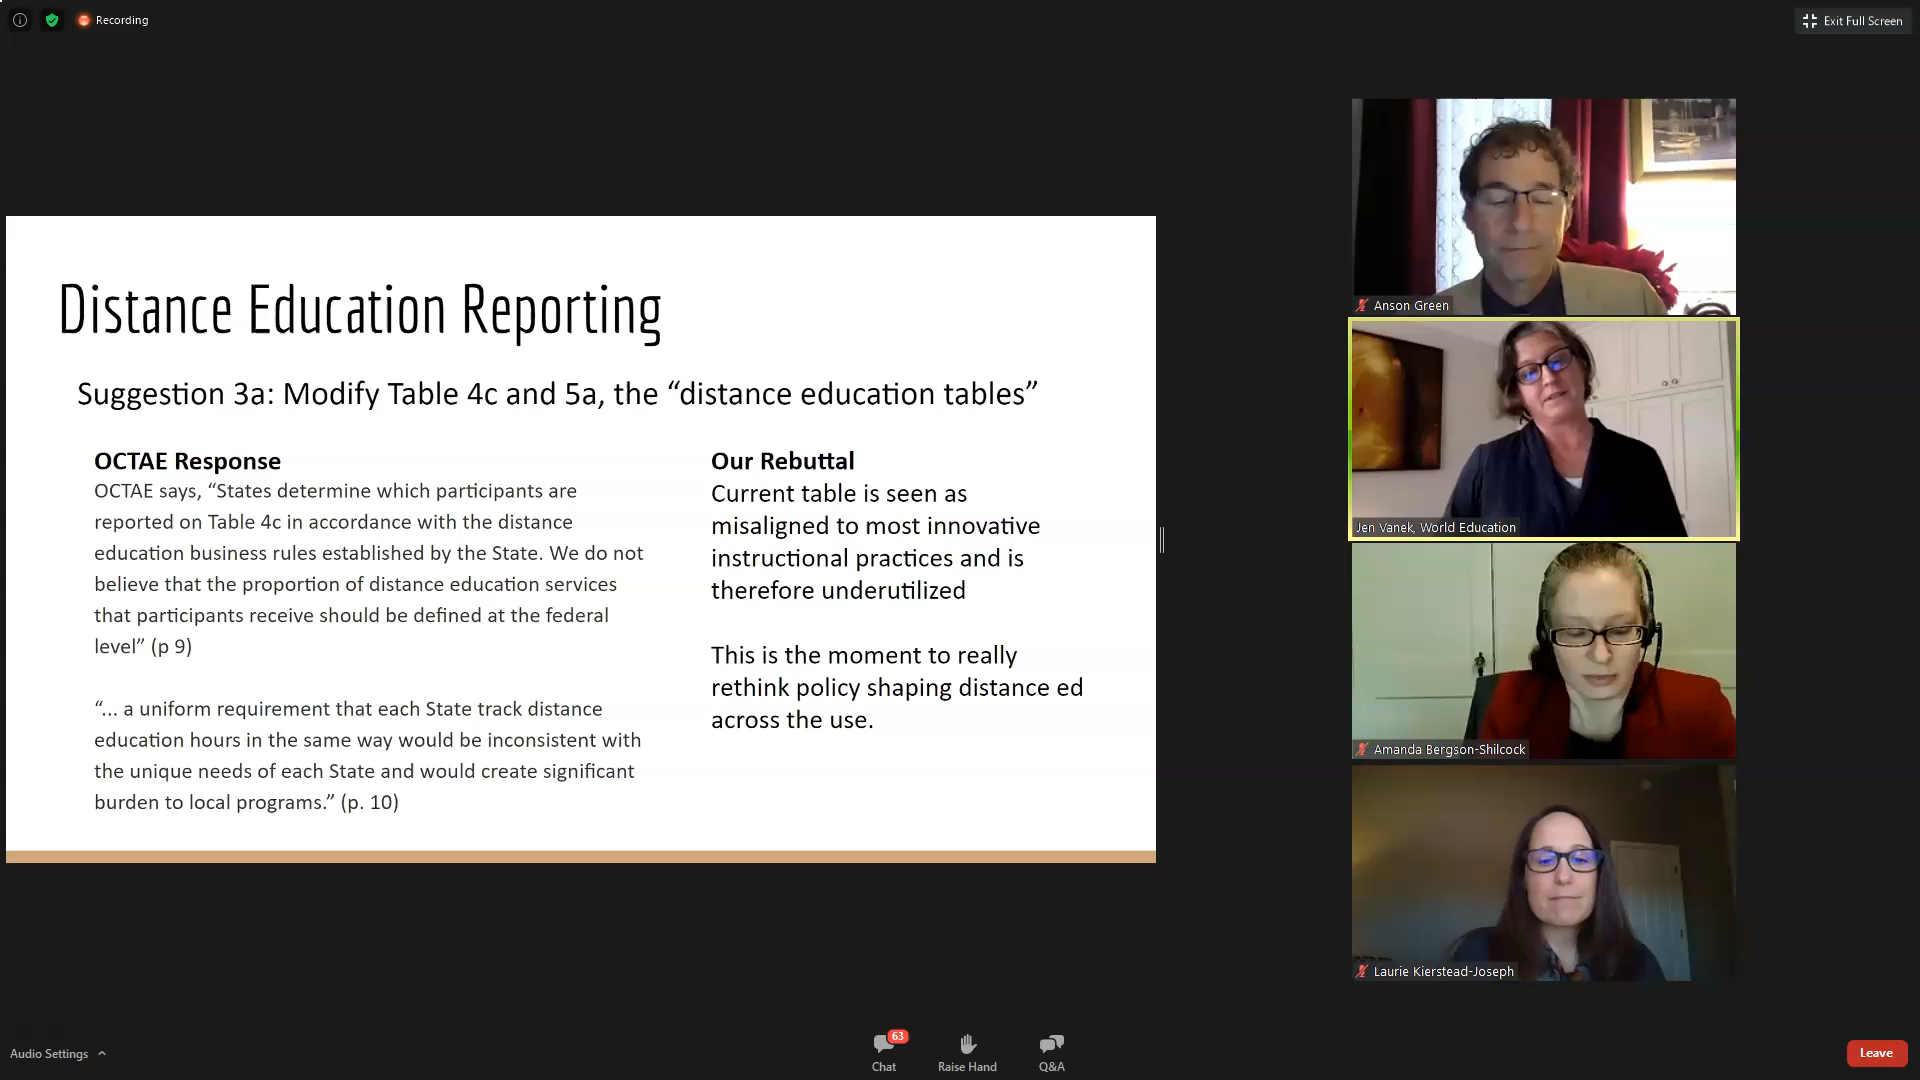 Recording
Exit Full Screen
Distance Education Reporting
Suggestion 3a: Modify Table 4c and 5a, the “distance education tables”
OCTAE Response
OCTAE says, “States determine which participants are
reported on Table 4c in accordance with the distance
education business rules established by the State. We do not
believe that the proportion of distance education services
that participants receive should be defined at the federal
level” (p 9)
“... a uniform requirement that each State track distance
education hours in the same way would be inconsistent with
the unique needs of each State and would create significant
burden to local programs.” (p. 10)
Our Rebuttal
Current table is seen as
misaligned to most innovative
instructional practices and is
therefore underutilized
This is the moment to really
rethink policy shaping distance ed
across the use.
Anson Green
Jen Vanek, World Education
Amanda Bergson-Shilcock
Laurie Kierstead-Joseph
Audio Settings
63
Chat
Raise Hand
Q&A
Leave